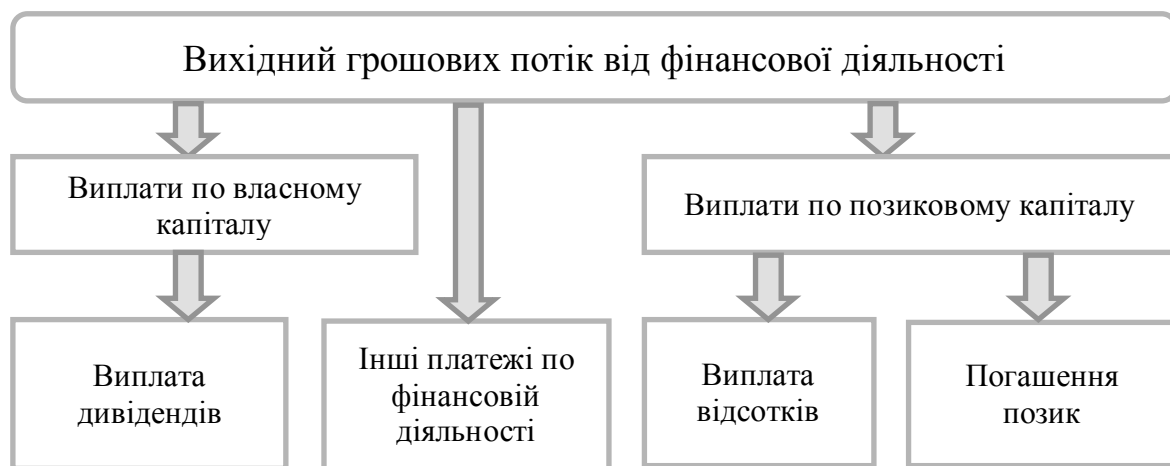 Вихідний грошових потік від фінансової діяльності
Виплати по власному
капіталу
Виплати по позиковому капіталу
Виплата
дивідендів
Інші платежі по
фінансовій
діяльності
Виплата
відсотків
Погашення
позик